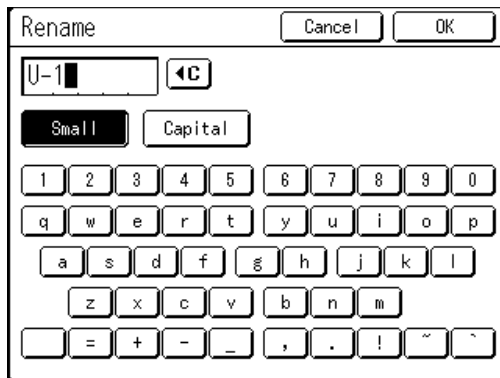 Rename Cancel OK
U-1 ◀C
Small Capital
1 2 3 4 5 6 7 8 9 0
q w e r t y u i o p
a s d f g h j k l
z x c v b n m
= + - _ , . ! ~ `